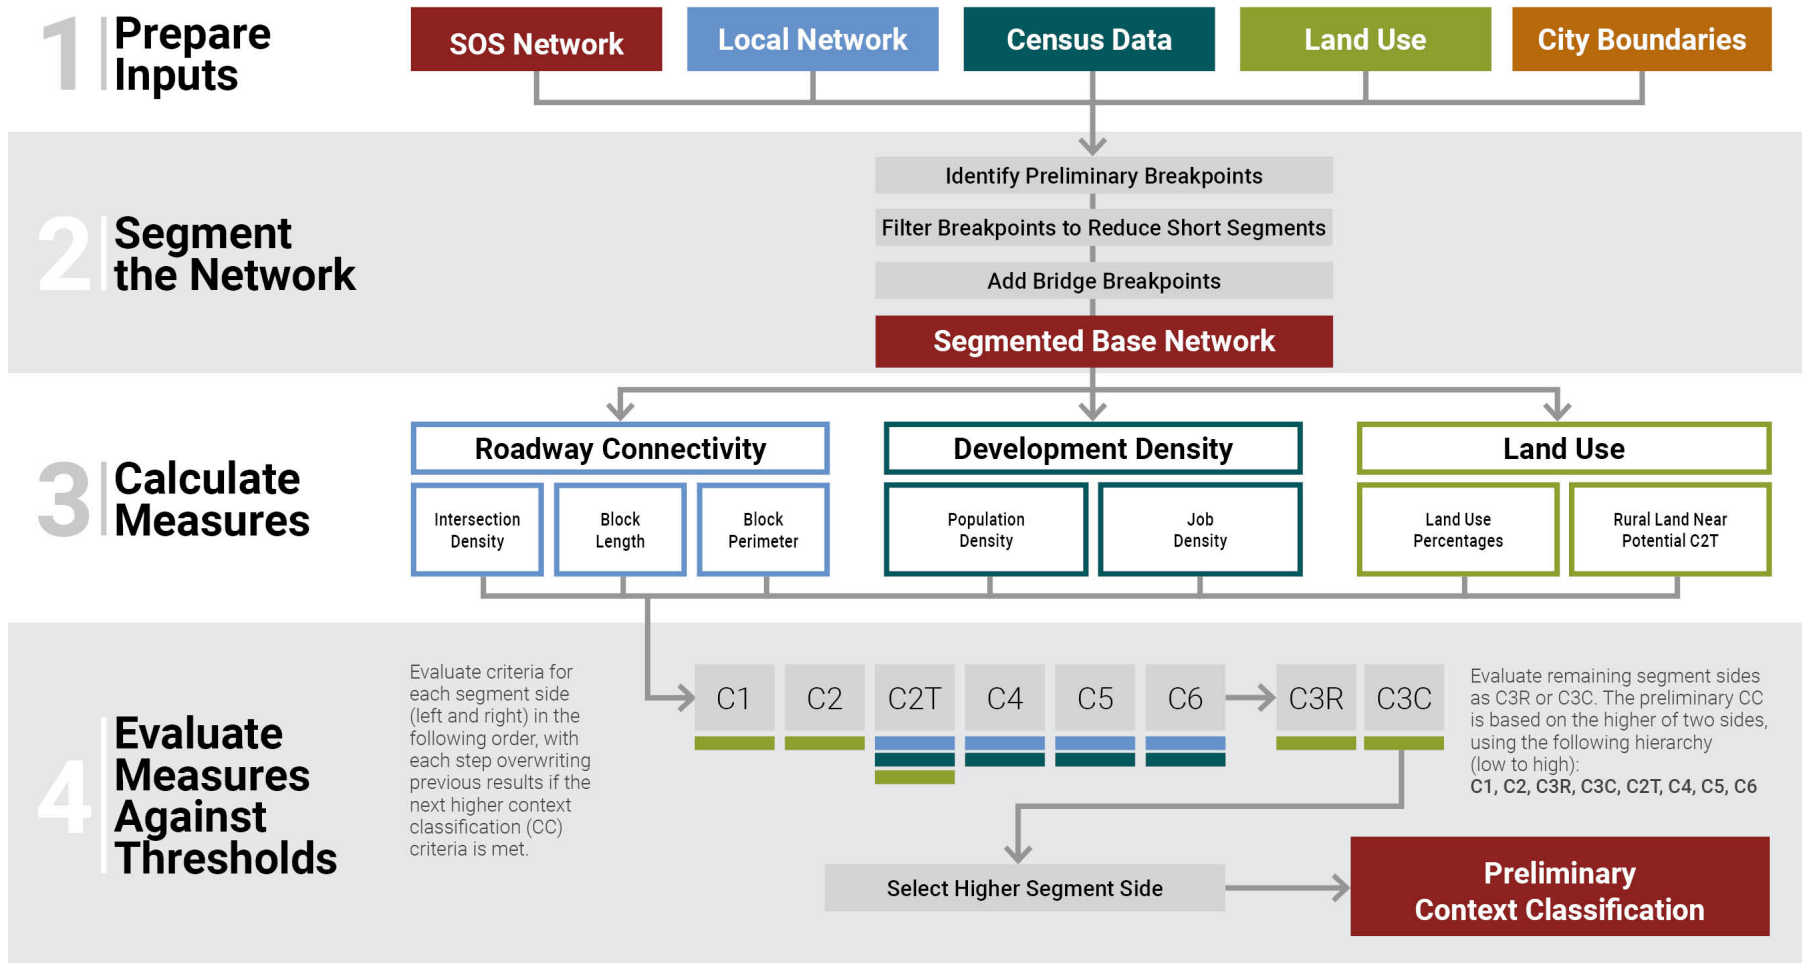 1 Prepare
Inputs
SOS Network
Local Network
Census Data
Land Use
City Boundaries
2 Segment
the Network
Identify Preliminary Breakpoints
Filter Breakpoints to Reduce Short Segments
Add Bridge Breakpoints
Segmented Base Network
3 Calculate
Measures
Roadway Connectivity
Intersection
Density
Block
Length
Block
Perimeter
Development Density
Population
Density
Job
Density
Land Use
Land Use
Percentages
Rural Land Near
Potential C2T
4 Evaluate
Measures
Against
Thresholds
Evaluate criteria for
each segment side
(left and right) in the
following order, with
each step overwriting
previous results if the
next higher context
classification (CC)
criteria is met.
C1
C2
C2T
C4
C5
C6
C3R
C3C
Evaluate remaining segment sides
as C3R or C3C. The preliminary CC
is based on the higher of two sides,
using the following hierarchy
(low to high):
C1, C2, C3R, C3C, C2T, C4, C5, C6
Select Higher Segment Side
Preliminary
Context Classification